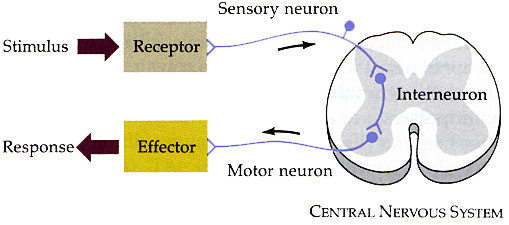 Sensory neuron
Stimulus
Receptor
Interneuron
Response
Effector
Motor neuron
CENTRAL NERVOUS SYSTEM